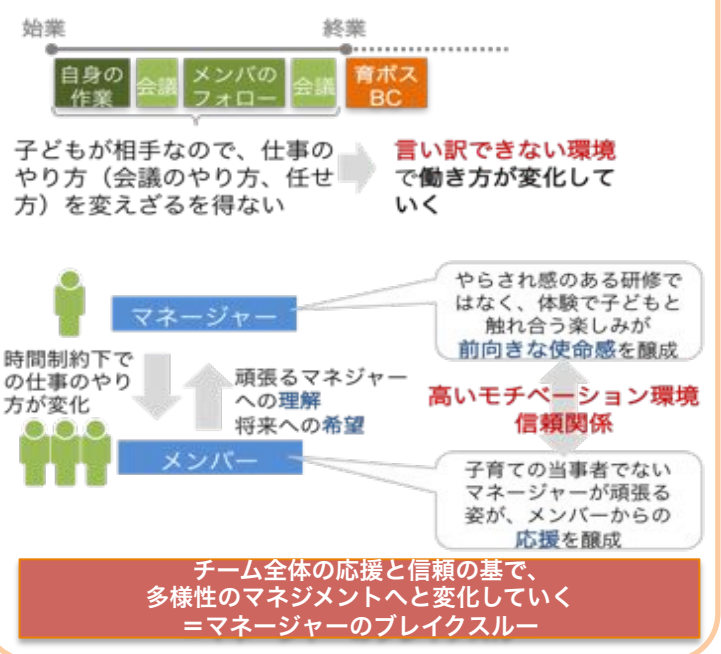 始業
終業
自身の
作業
会議
メンバの
フォロー
会議
育ボス
BC
子どもが相手なので、仕事の
やり方（会議のやり方、任せ
方）を変えざるを得ない
言い訳できない環境
で働き方が変化して
いく
やらされ感のある研修で
はなく、体験で子どもと
触れ合う楽しみが
前向きな使命感を醸成
マネージャー
時間制約下で
の仕事のやり
方が変化
頑張るマネジャー
への理解
将来への希望
高いモチベーション環境
信頼関係
メンバー
子育ての当事者でない
マネージャーが頑張る
姿が、メンバーからの
応援を醸成
チーム全体の応援と信頼の基で、
多様性のマネジメントへと変化していく
＝マネージャーのブレイクスルー